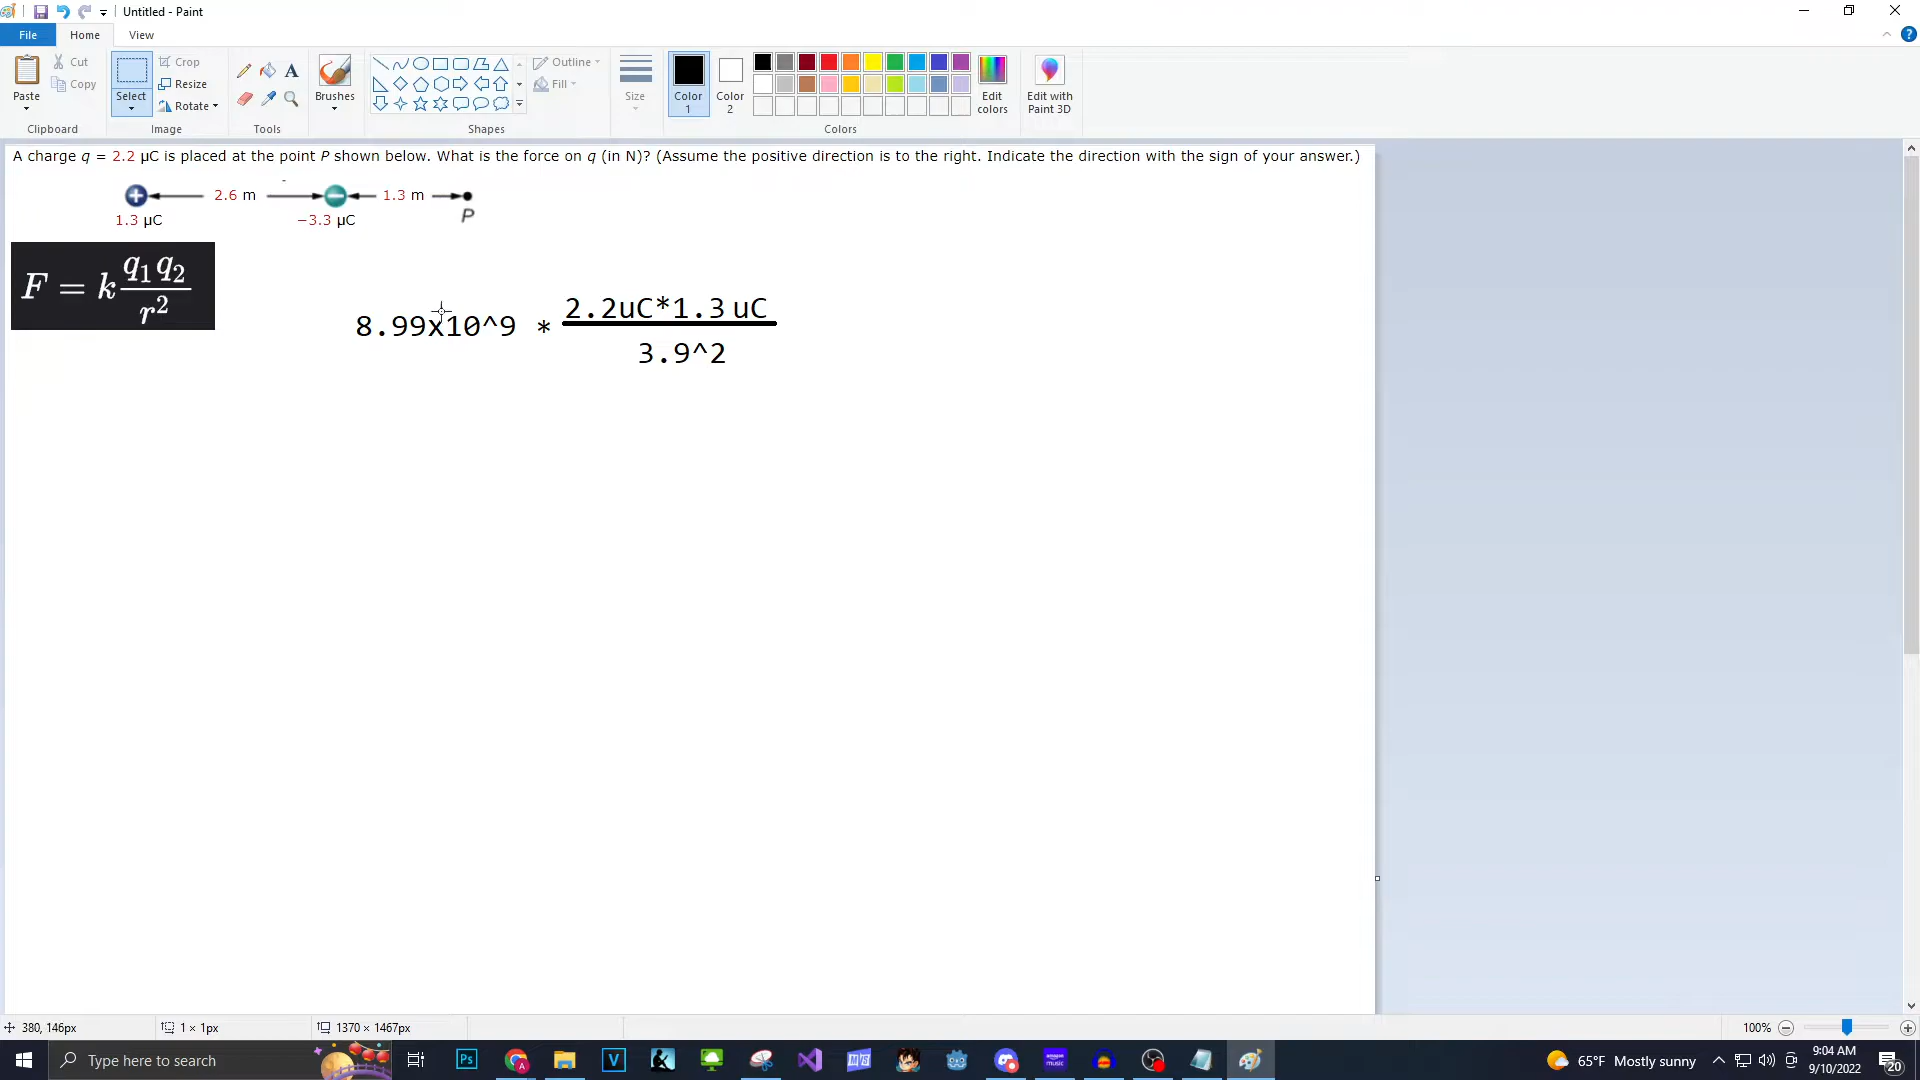 Untitled - Paint
File Home View
Paste
Cut
Copy
Clipboard
Select
Crop
Resize
Rotate
Image
A
Tools
Brushes
Shapes
Outline
Fill
Size
Color 1
Color 2
Edit colors
Colors
Edit with Paint 3D
A charge q = 2.2 µC is placed at the point P shown below. What is the force on q (in N)? (Assume the positive direction is to the right. Indicate the direction with the sign of your answer.)
2.6 m 1.3 m
1.3 µC −3.3 µC P
F = k q₁q₂ / r²
2.2uC*1.3 uC
8.99x10^9 *
3.9^2
380, 146px 1 × 1px 1370 × 1467px 100%
Type here to search
Ps
V
music
65°F Mostly sunny
9:04 AM
9/10/2022
20